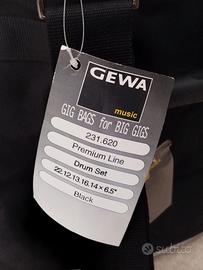 GEWA
music
GIG BAGS for BIG GIGS
231.620
Premium Line
Drum Set
22.12.13.16.14×6.5"
Black
subito